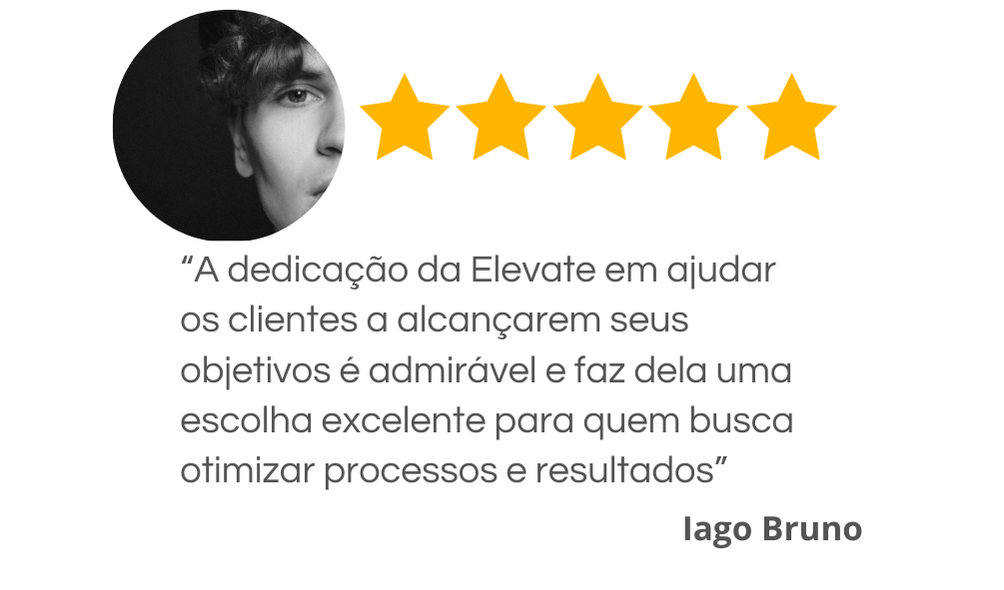 “A dedicação da Elevate em ajudar
os clientes a alcançarem seus
objetivos é admirável e faz dela uma
escolha excelente para quem busca
otimizar processos e resultados”
Iago Bruno